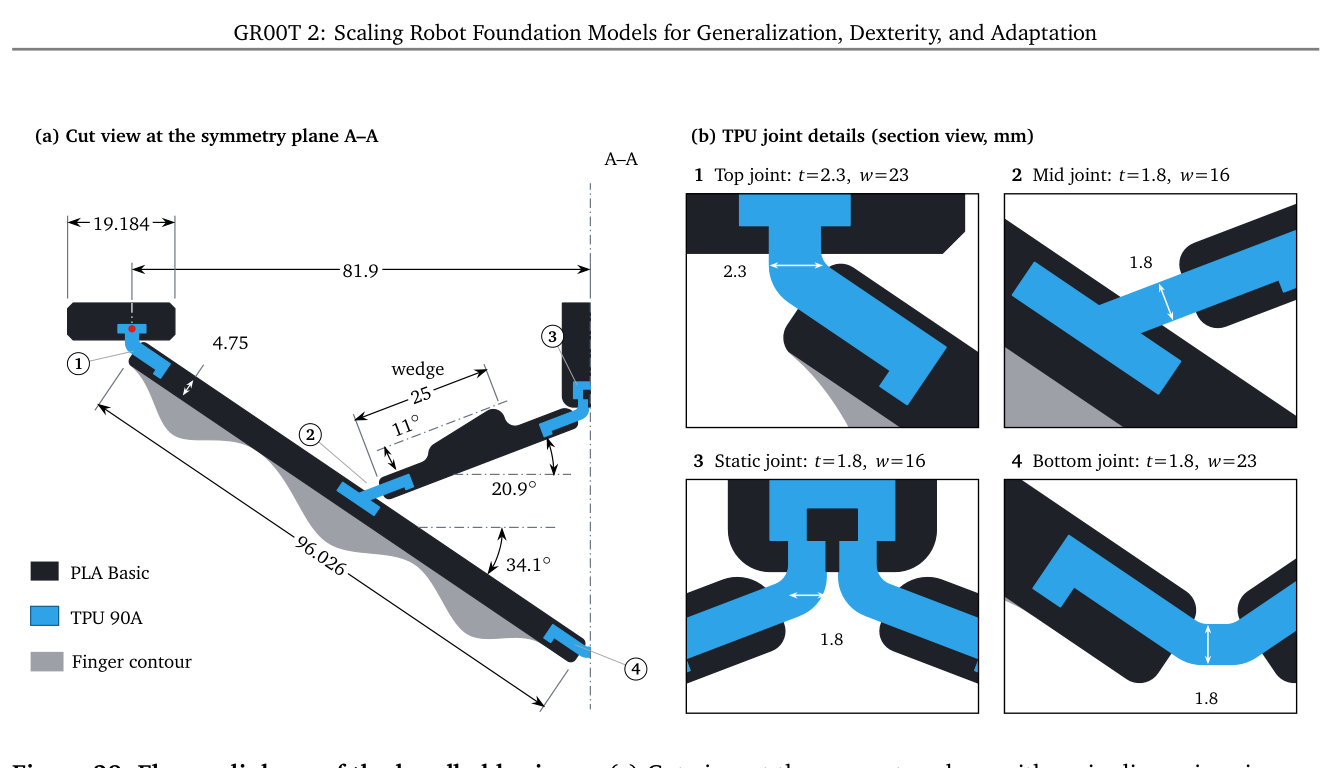 GR00T 2: Scaling Robot Foundation Models for Generalization, Dexterity, and Adaptation
(a) Cut view at the symmetry plane A–A
A–A
19.184
81.9
4.75
1
3
wedge
25
11°
2
20.9°
96.026
34.1°
4
PLA Basic
TPU 90A
Finger contour
(b) TPU joint details (section view, mm)
1 Top joint: t=2.3, w=23
2.3
2 Mid joint: t=1.8, w=16
1.8
3 Static joint: t=1.8, w=16
1.8
4 Bottom joint: t=1.8, w=23
1.8